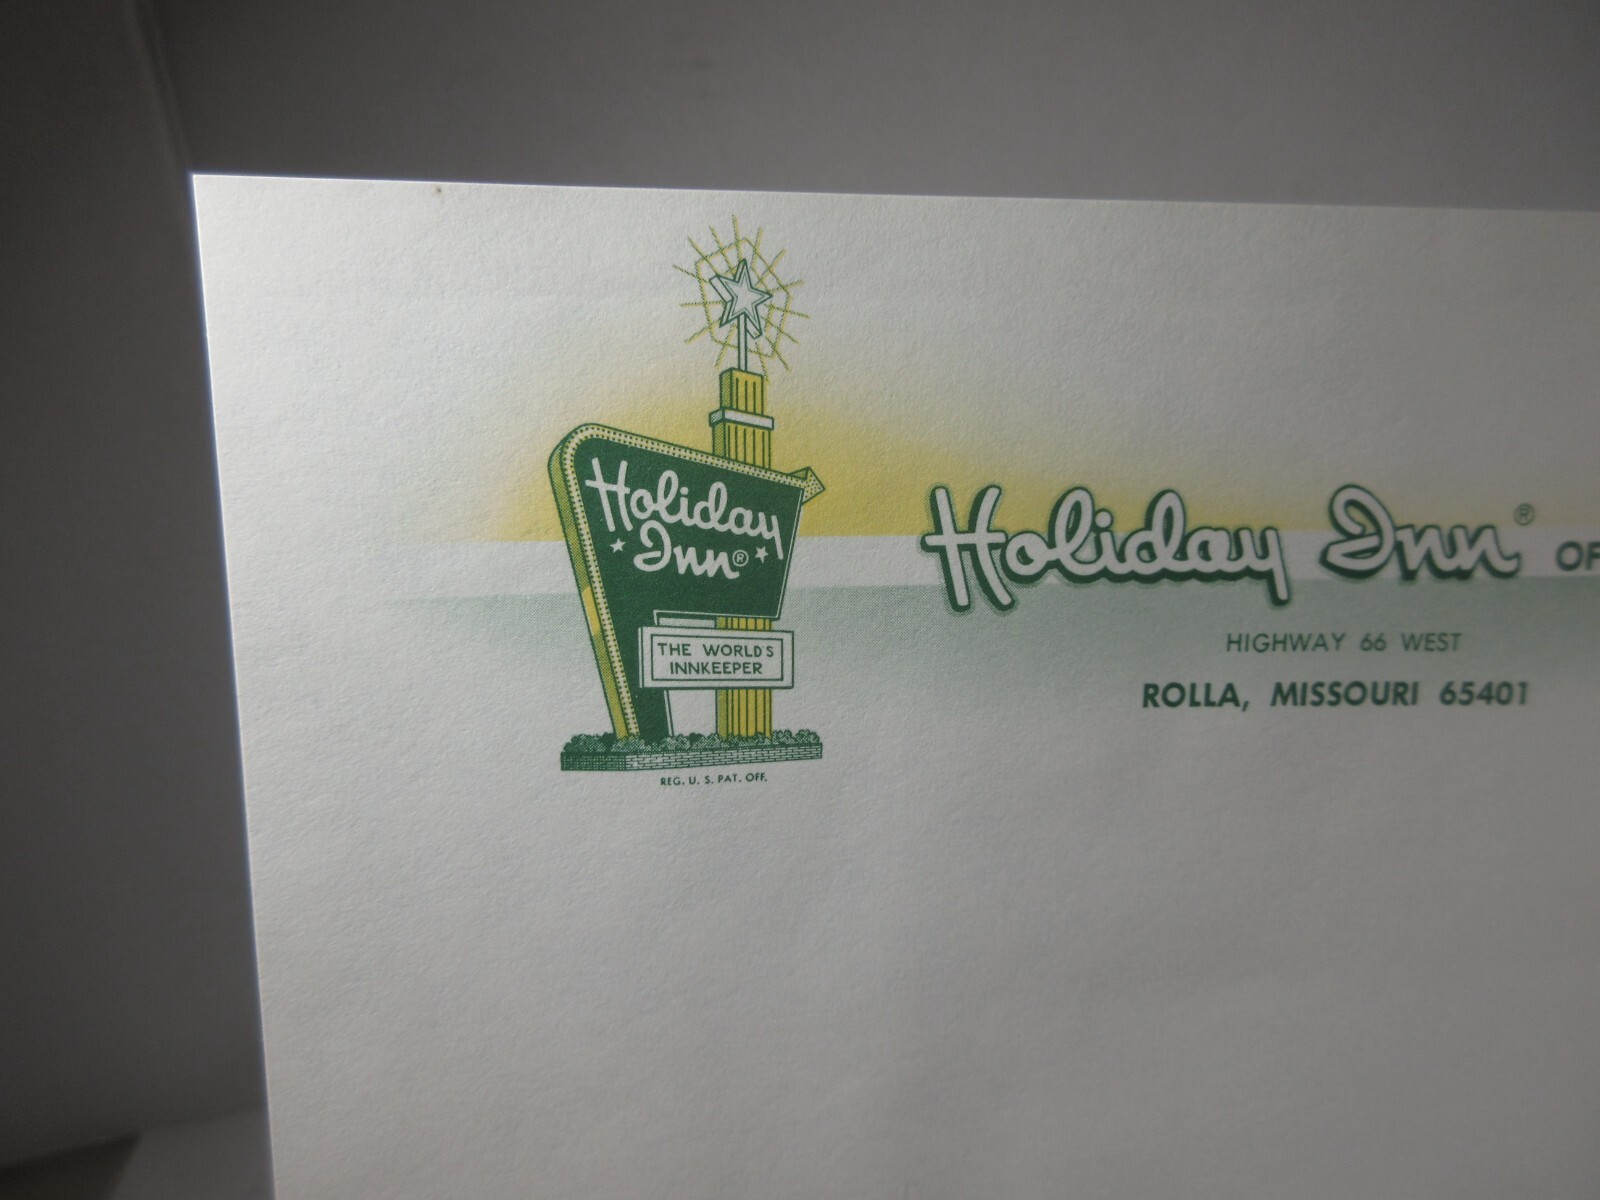 Holiday
Inn®
THE WORLD'S
INNKEEPER
REG. U. S. PAT. OFF.
Holiday Inn® OF
HIGHWAY 66 WEST
ROLLA, MISSOURI 65401